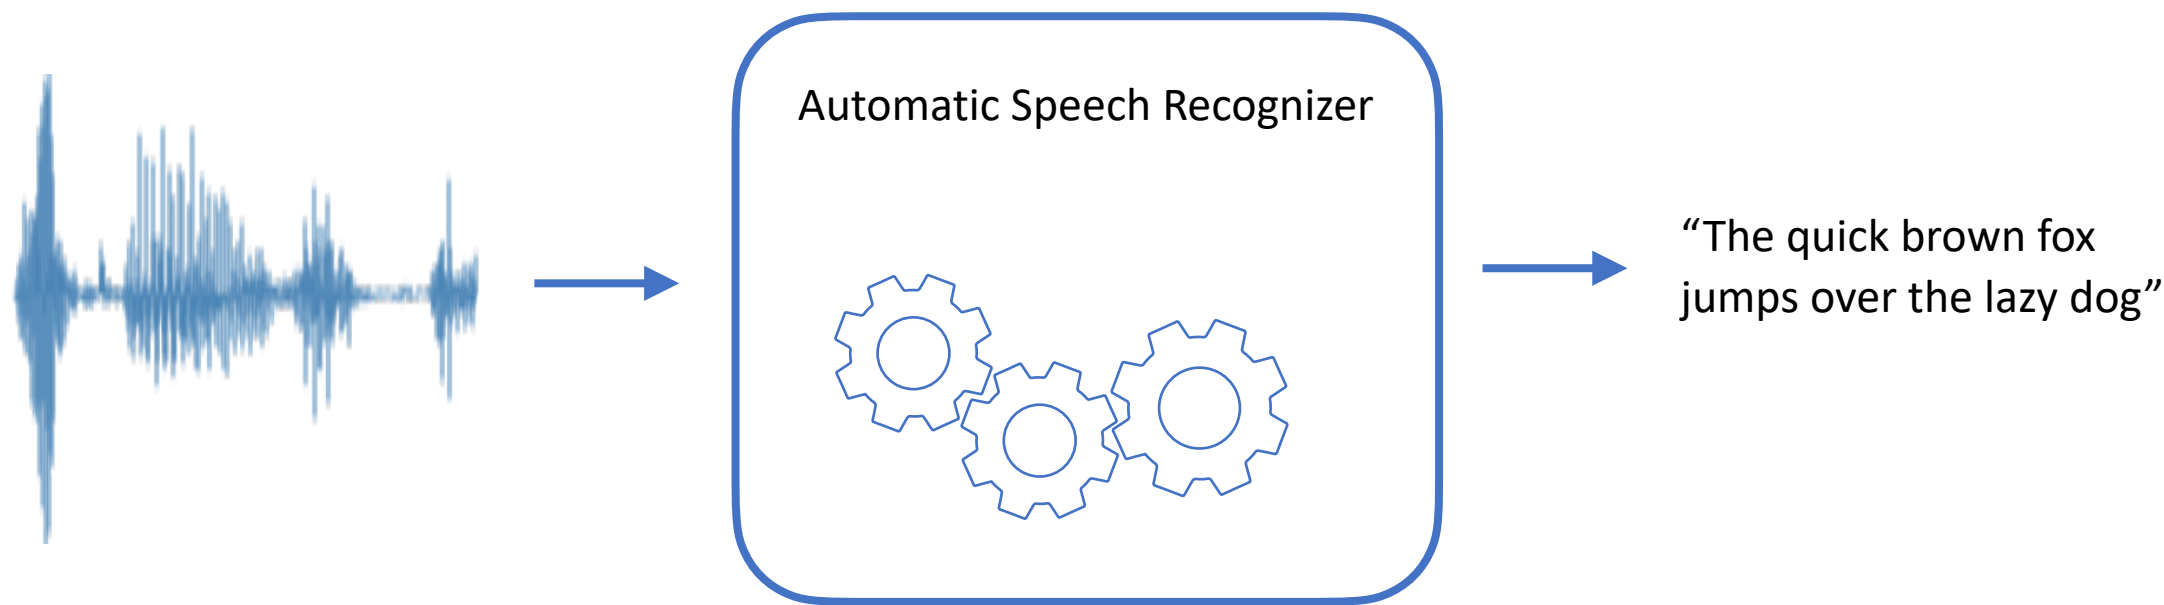 Automatic Speech Recognizer
“The quick brown fox
jumps over the lazy dog”